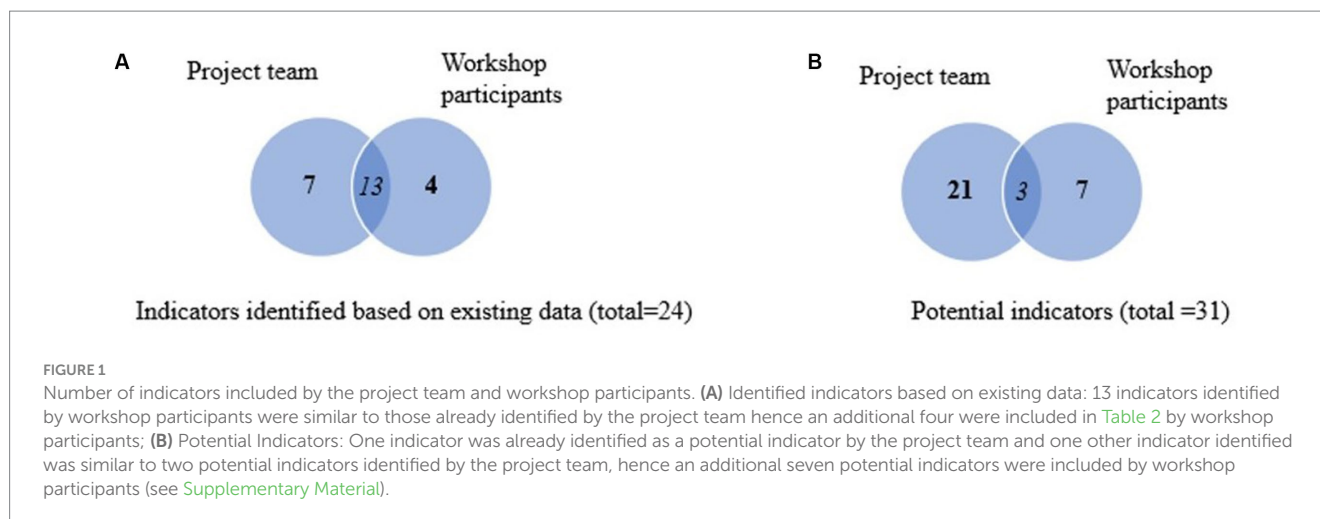 A
Project team
Workshop
participants
7
13
4
Indicators identified based on existing data (total=24)
B
Project team
Workshop
participants
21
3
7
Potential indicators (total =31)
FIGURE 1
Number of indicators included by the project team and workshop participants. (A) Identified indicators based on existing data: 13 indicators identified
by workshop participants were similar to those already identified by the project team hence an additional four were included in Table 2 by workshop
participants; (B) Potential Indicators: One indicator was already identified as a potential indicator by the project team and one other indicator identified
was similar to two potential indicators identified by the project team, hence an additional seven potential indicators were included by workshop
participants (see Supplementary Material).